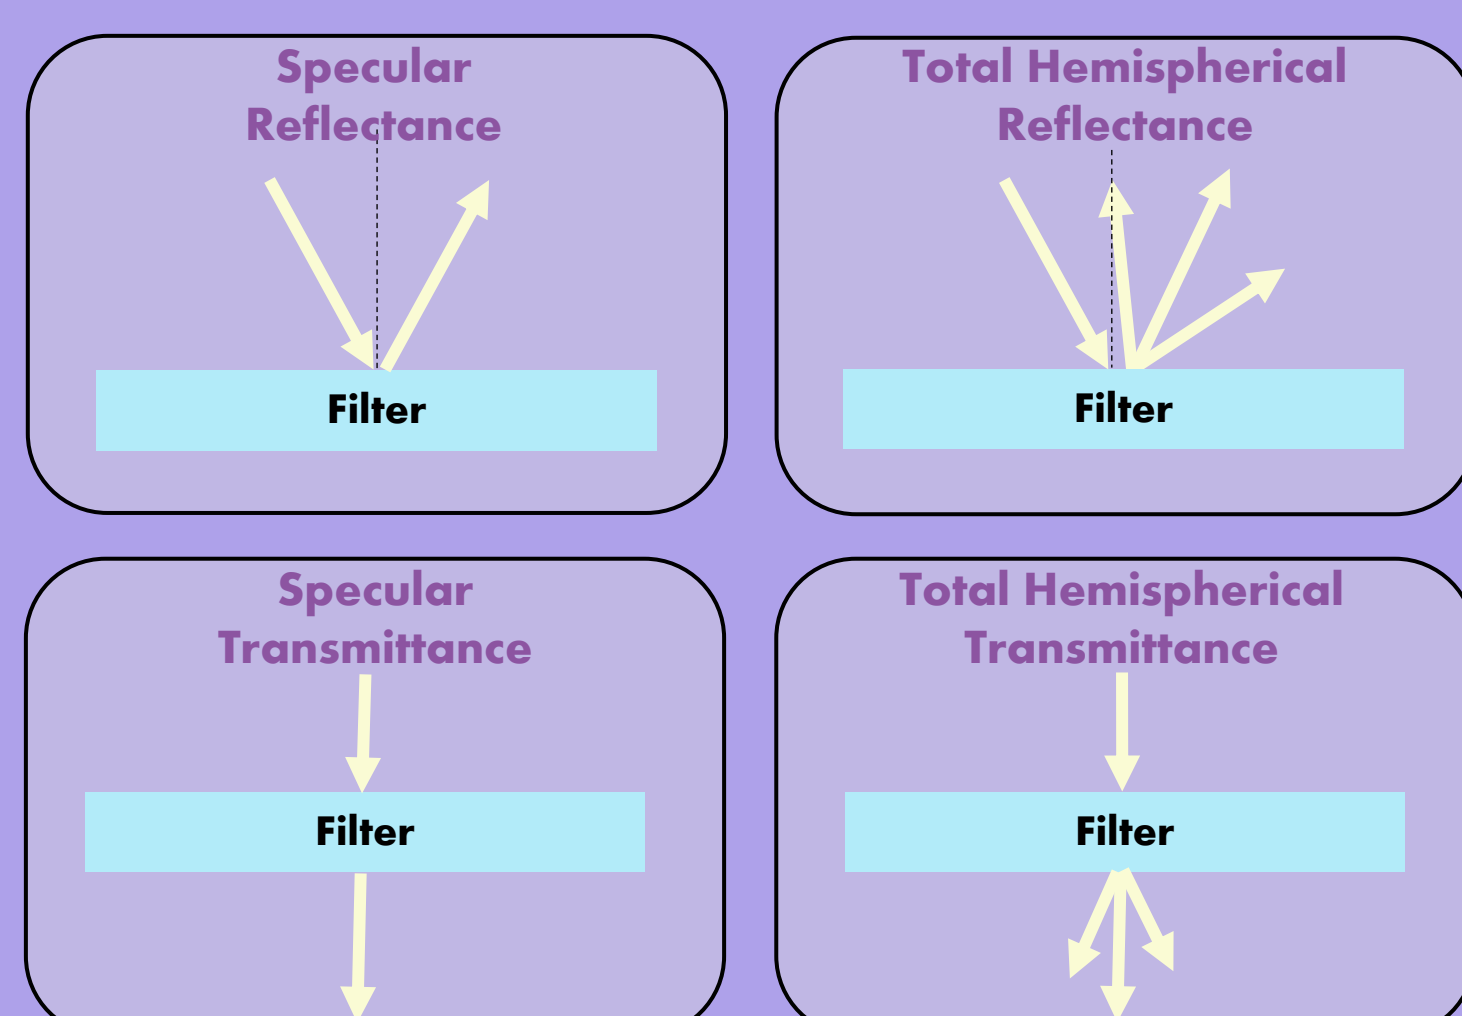 Specular
Reflectance
Filter
Total Hemispherical
Reflectance
Filter
Specular
Transmittance
Filter
Total Hemispherical
Transmittance
Filter